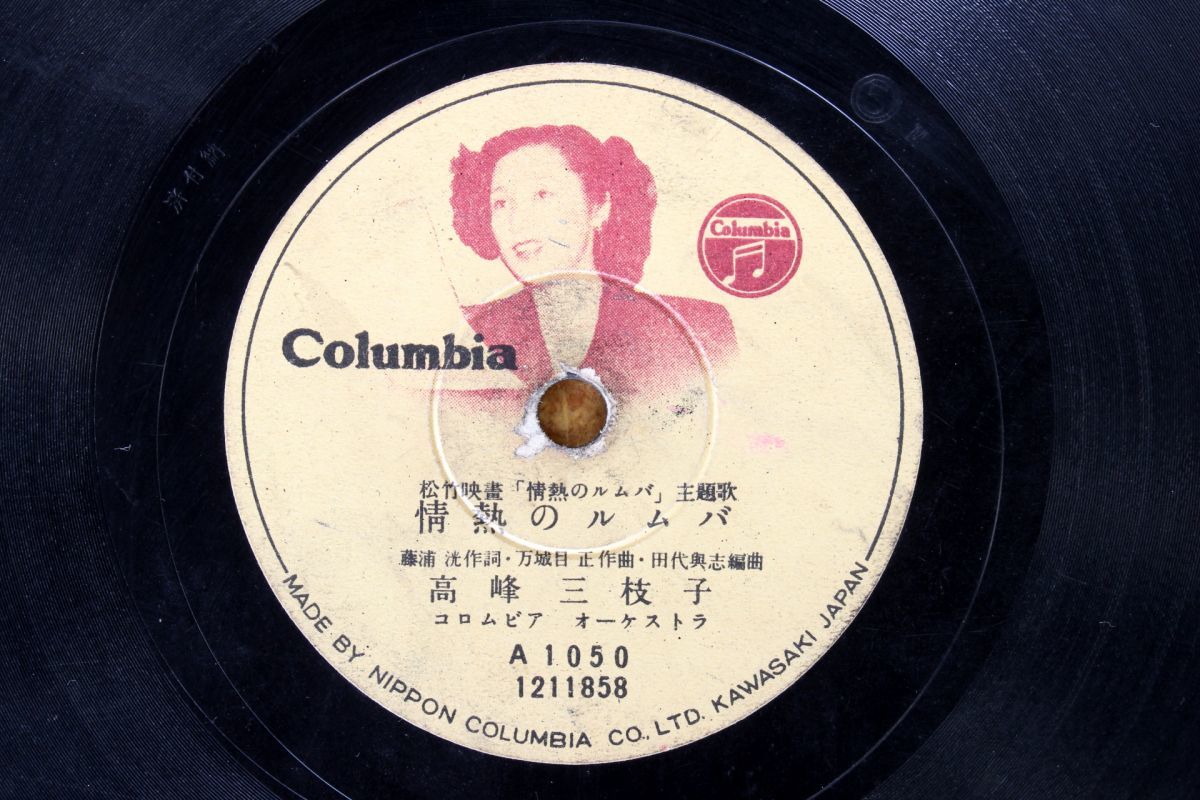 Columbia
Columbia
松竹映畫「情熱のルムバ」主題歌
情熱のルムバ
藤浦 洸作詞・万城目 正作曲・田代與志編曲
高峰三枝子
コロムビア オーケストラ
A 1050
1211858
MADE BY NIPPON COLUMBIA CO., LTD. KAWASAKI JAPAN